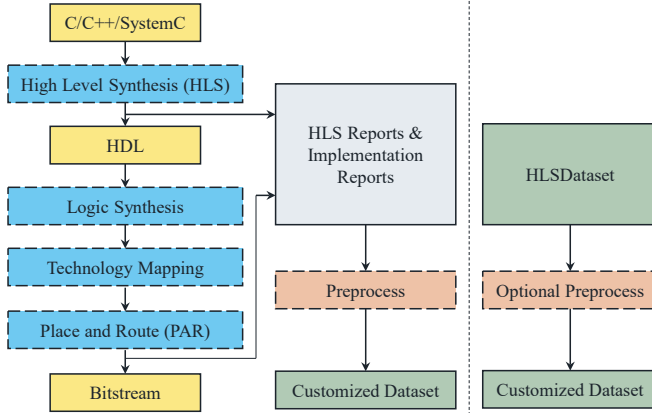 C/C++/SystemC
High Level Synthesis (HLS)
HDL
Logic Synthesis
Technology Mapping
Place and Route (PAR)
Bitstream
HLS Reports &
Implementation
Reports
Preprocess
Customized Dataset
HLSDataset
Optional Preprocess
Customized Dataset